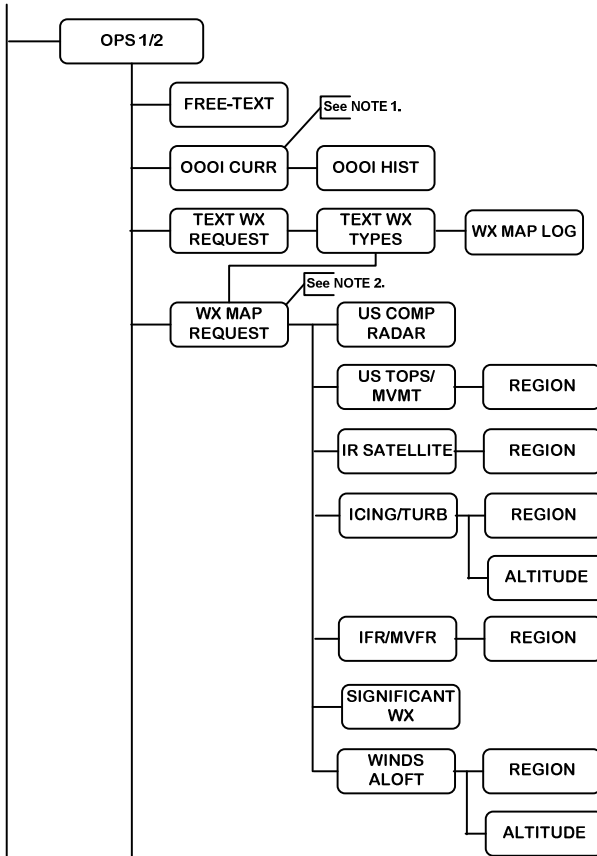 OPS 1/2
FREE-TEXT
See NOTE 1.
OOOI CURR
OOOI HIST
TEXT WX
REQUEST
TEXT WX
TYPES
WX MAP LOG
See NOTE 2.
WX MAP
REQUEST
US COMP
RADAR
US TOPS/
MVMT
REGION
IR SATELLITE
REGION
ICING/TURB
REGION
ALTITUDE
IFR/MVFR
REGION
SIGNIFICANT
WX
WINDS
ALOFT
REGION
ALTITUDE